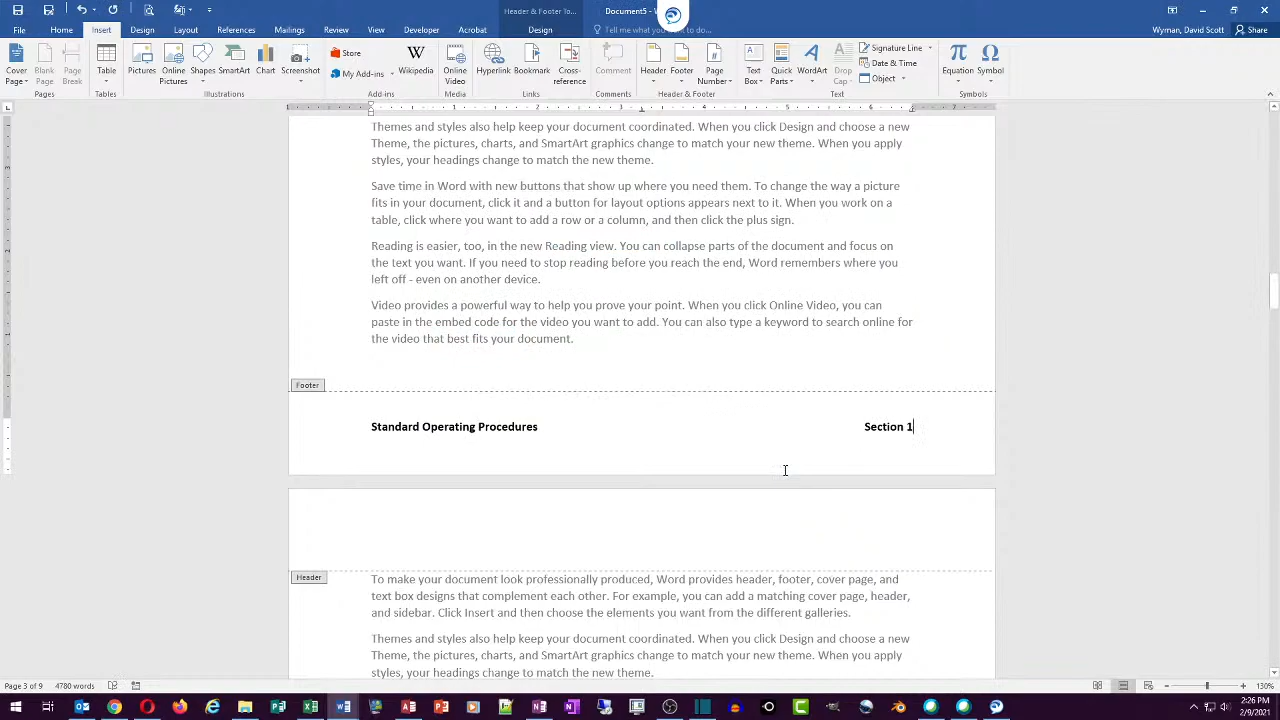 Header & Footer To...
Document5 - W
File
Home
Insert
Design
Layout
References
Mailings
Review
View
Developer
Acrobat
Design
Tell me what you want to do...
Wyman, David Scott
Share
Cover Page
Blank Page
Page Break
Pages
Table
Tables
Pictures
Online Pictures
Shapes
SmartArt
Chart
Screenshot
Illustrations
Store
My Add-ins
Add-ins
Wikipedia
Online Video
Media
Hyperlink
Bookmark
Cross-reference
Links
Comment
Comments
Header
Footer
Page Number
Header & Footer
Text Box
Quick Parts
WordArt
Drop Cap
Signature Line
Date & Time
Object
Text
Equation
Symbol
Symbols
1 2 3 4 5 6 7
Themes and styles also help keep your document coordinated. When you click Design and choose a new
Theme, the pictures, charts, and SmartArt graphics change to match your new theme. When you apply
styles, your headings change to match the new theme.
Save time in Word with new buttons that show up where you need them. To change the way a picture
fits in your document, click it and a button for layout options appears next to it. When you work on a
table, click where you want to add a row or a column, and then click the plus sign.
Reading is easier, too, in the new Reading view. You can collapse parts of the document and focus on
the text you want. If you need to stop reading before you reach the end, Word remembers where you
left off - even on another device.
Video provides a powerful way to help you prove your point. When you click Online Video, you can
paste in the embed code for the video you want to add. You can also type a keyword to search online for
the video that best fits your document.
Footer
Standard Operating Procedures Section 1
Header
To make your document look professionally produced, Word provides header, footer, cover page, and
text box designs that complement each other. For example, you can add a matching cover page, header,
and sidebar. Click Insert and then choose the elements you want from the different galleries.
Themes and styles also help keep your document coordinated. When you click Design and choose a new
Theme, the pictures, charts, and SmartArt graphics change to match your new theme. When you apply
styles, your headings change to match the new theme.
Page 3 of 9
4780 words
130%
2:26 PM
2/9/2021